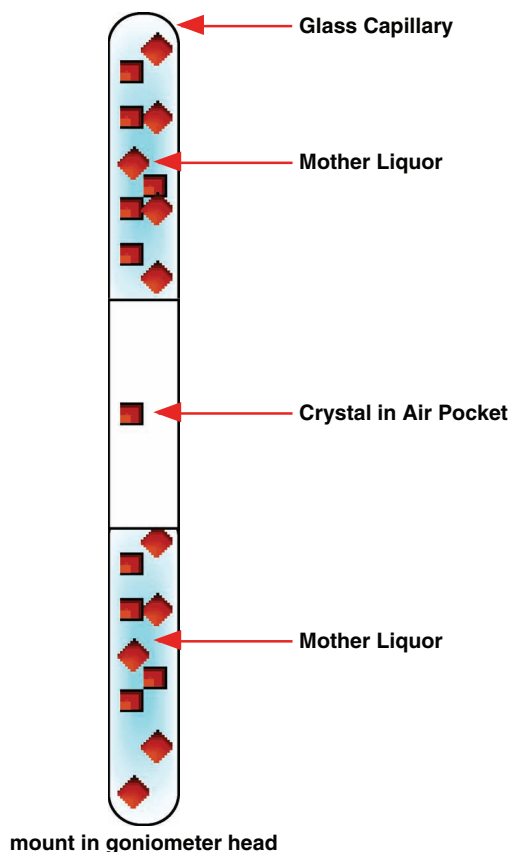 Glass Capillary
Mother Liquor
Crystal in Air Pocket
Mother Liquor
mount in goniometer head